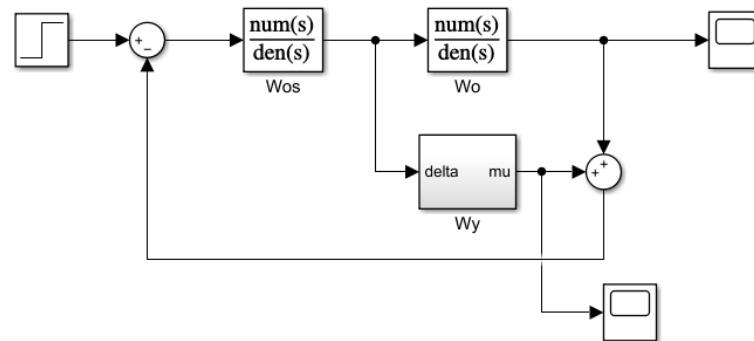 num(s)
den(s)
Wos
num(s)
den(s)
Wo
delta mu
Wy